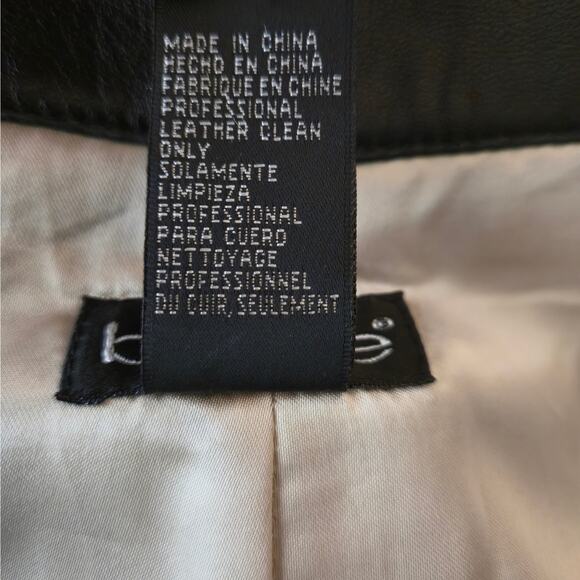 MADE IN CHINA
HECHO EN CHINA
FABRIQUE EN CHINE
PROFESSIONAL
LEATHER CLEAN
ONLY
SOLAMENTE
LIMPIEZA
PROFESSIONAL
PARA CUERO
NETTOYAGE
PROFESSIONNEL
DU CUIR, SEULEMENT